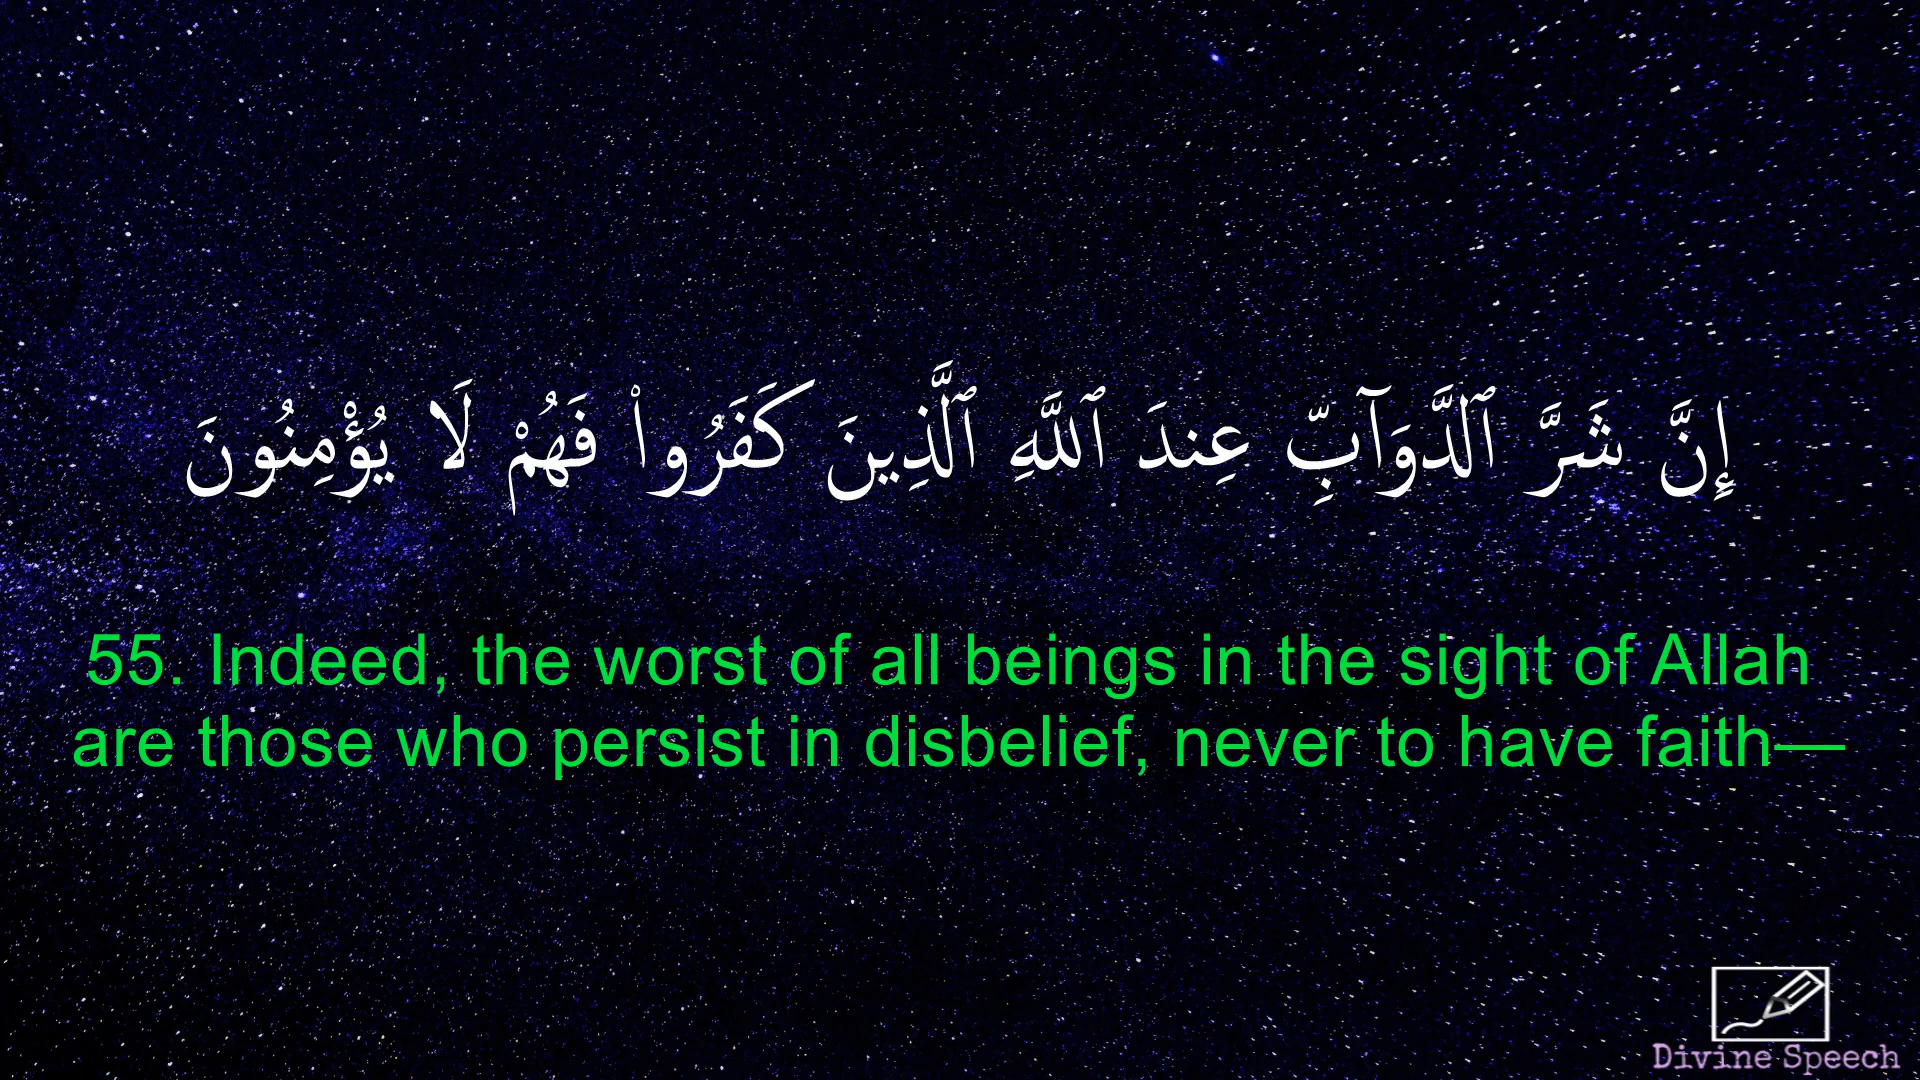 إِنَّ شَرَّ ٱلدَّوَآبِّ عِندَ ٱللَّهِ ٱلَّذِينَ كَفَرُوا۟ فَهُمْ لَا يُؤْمِنُونَ
55. Indeed, the worst of all beings in the sight of Allah
are those who persist in disbelief, never to have faith—
Divine Speech